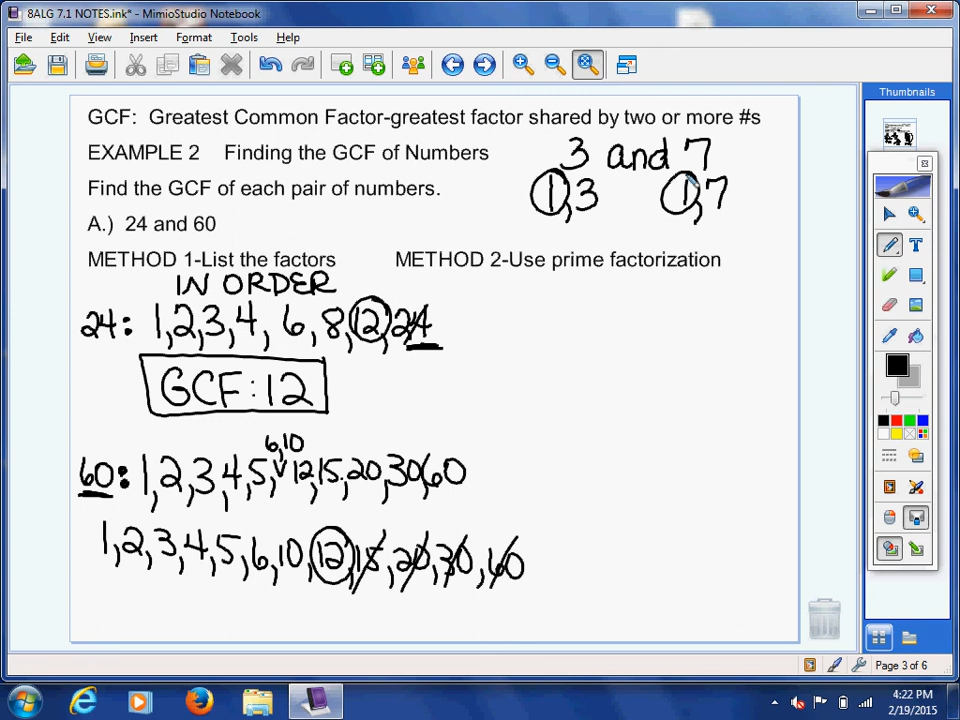 8ALG 7.1 NOTES.ink* - MimioStudio Notebook
File Edit View Insert Format Tools Help
Thumbnails
GCF: Greatest Common Factor-greatest factor shared by two or more #s
EXAMPLE 2 Finding the GCF of Numbers
3 and 7
Find the GCF of each pair of numbers.
1,3 1,7
A.) 24 and 60
METHOD 1-List the factors METHOD 2-Use prime factorization
IN ORDER
24: 1,2,3,4, 6,8,12,24
GCF:12
6,10
60: 1,2,3,4,5,12,15,20,30,60
1,2,3,4,5,6,10,12,15,20,30,60
Page 3 of 6
4:22 PM
2/19/2015